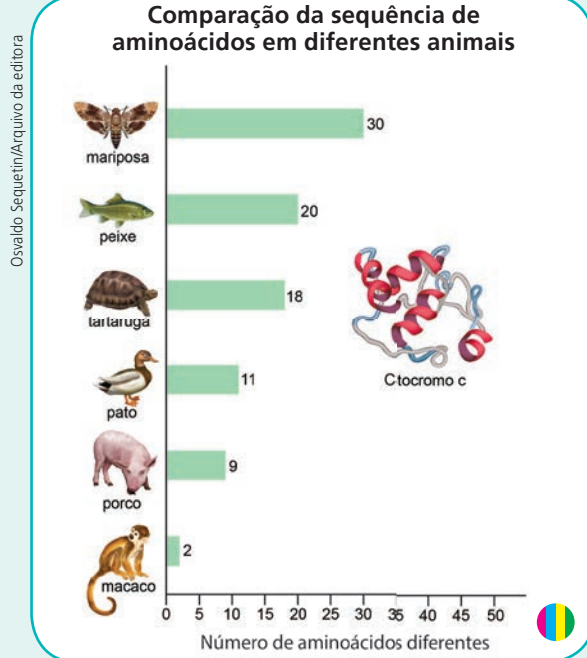 Comparação da sequência de
aminoácidos em diferentes animais
Osvaldo Sequetin/Arquivo da editora
mariposa
30
peixe
20
tartaruga
18
Ctocromo c
pato
11
porco
9
macaco
2
0 5 10 15 20 25 30 35 40 45 50
Número de aminoácidos diferentes